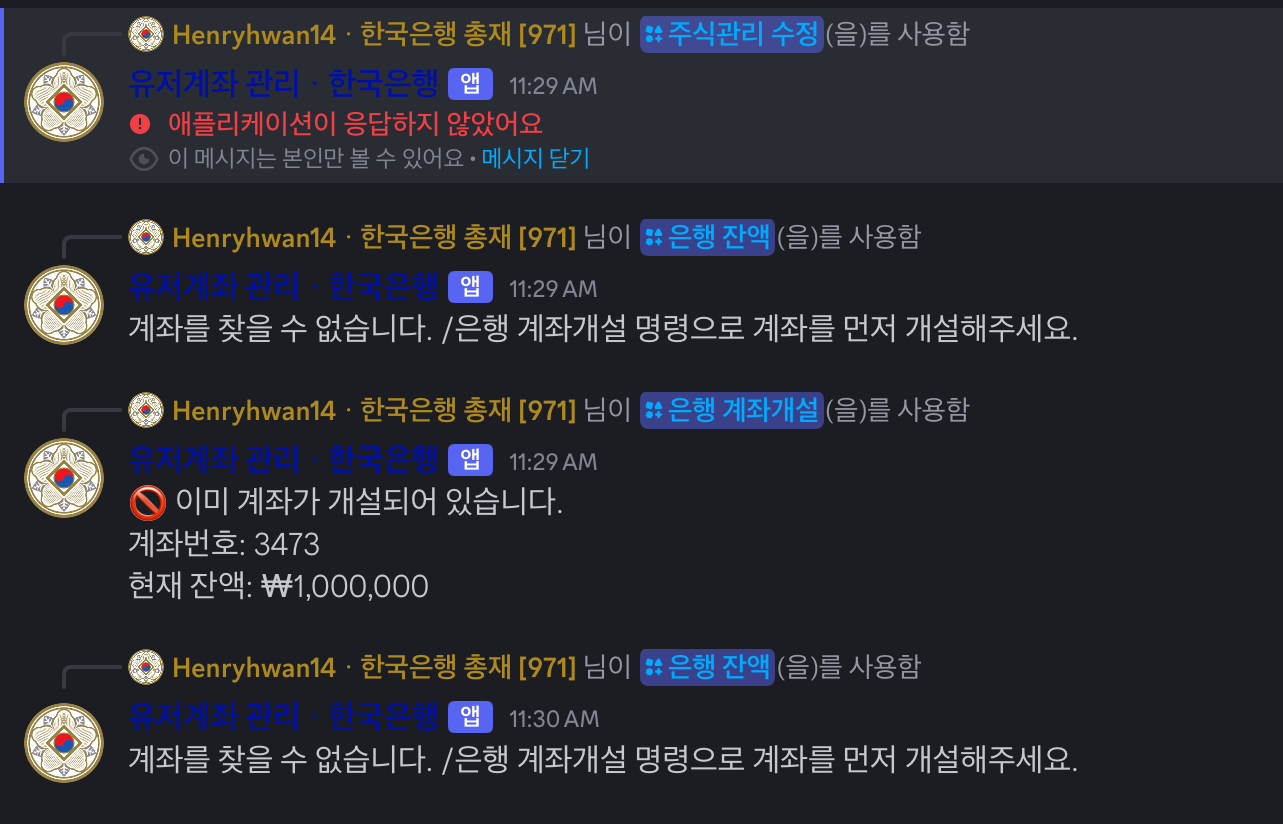 Henryhwan14 · 한국은행 총재 [971] 님이 주식관리 수정(을)를 사용함
유저계좌 관리 · 한국은행 앱 11:29 AM
애플리케이션이 응답하지 않았어요
이 메시지는 본인만 볼 수 있어요 • 메시지 닫기
Henryhwan14 · 한국은행 총재 [971] 님이 은행 잔액(을)를 사용함
유저계좌 관리 · 한국은행 앱 11:29 AM
계좌를 찾을 수 없습니다. /은행 계좌개설 명령으로 계좌를 먼저 개설해주세요.
Henryhwan14 · 한국은행 총재 [971] 님이 은행 계좌개설(을)를 사용함
유저계좌 관리 · 한국은행 앱 11:29 AM
🚫 이미 계좌가 개설되어 있습니다.
계좌번호: 3473
현재 잔액: ₩1,000,000
Henryhwan14 · 한국은행 총재 [971] 님이 은행 잔액(을)를 사용함
유저계좌 관리 · 한국은행 앱 11:30 AM
계좌를 찾을 수 없습니다. /은행 계좌개설 명령으로 계좌를 먼저 개설해주세요.